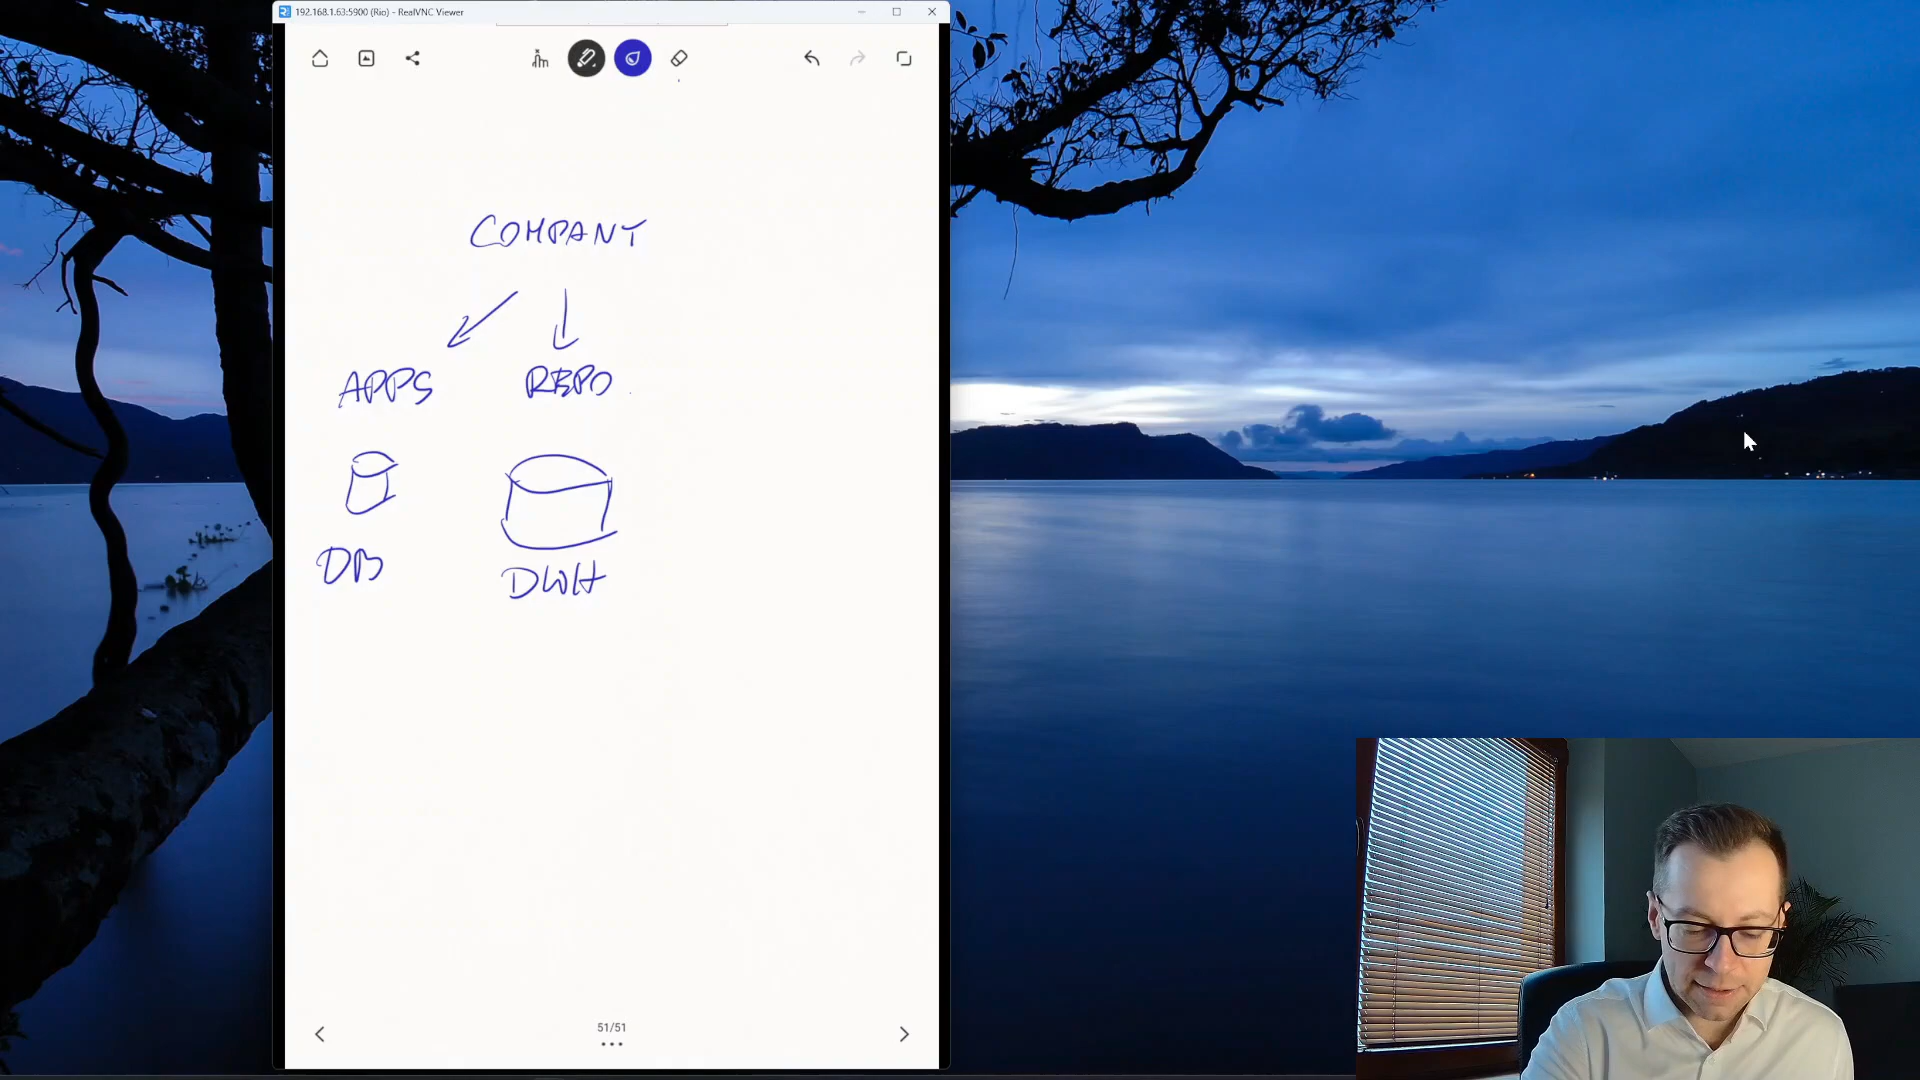 192.168.1.63:5900 (Rio) - RealVNC Viewer
COMPANY
APPS REPO
DB DWH
51/51